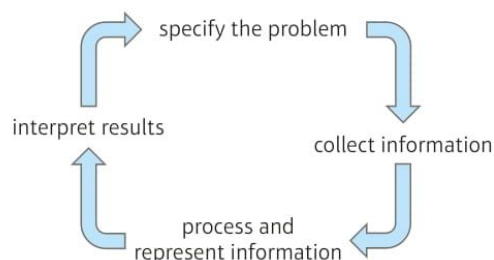 specify the problem
collect information
process and
represent information
interpret results